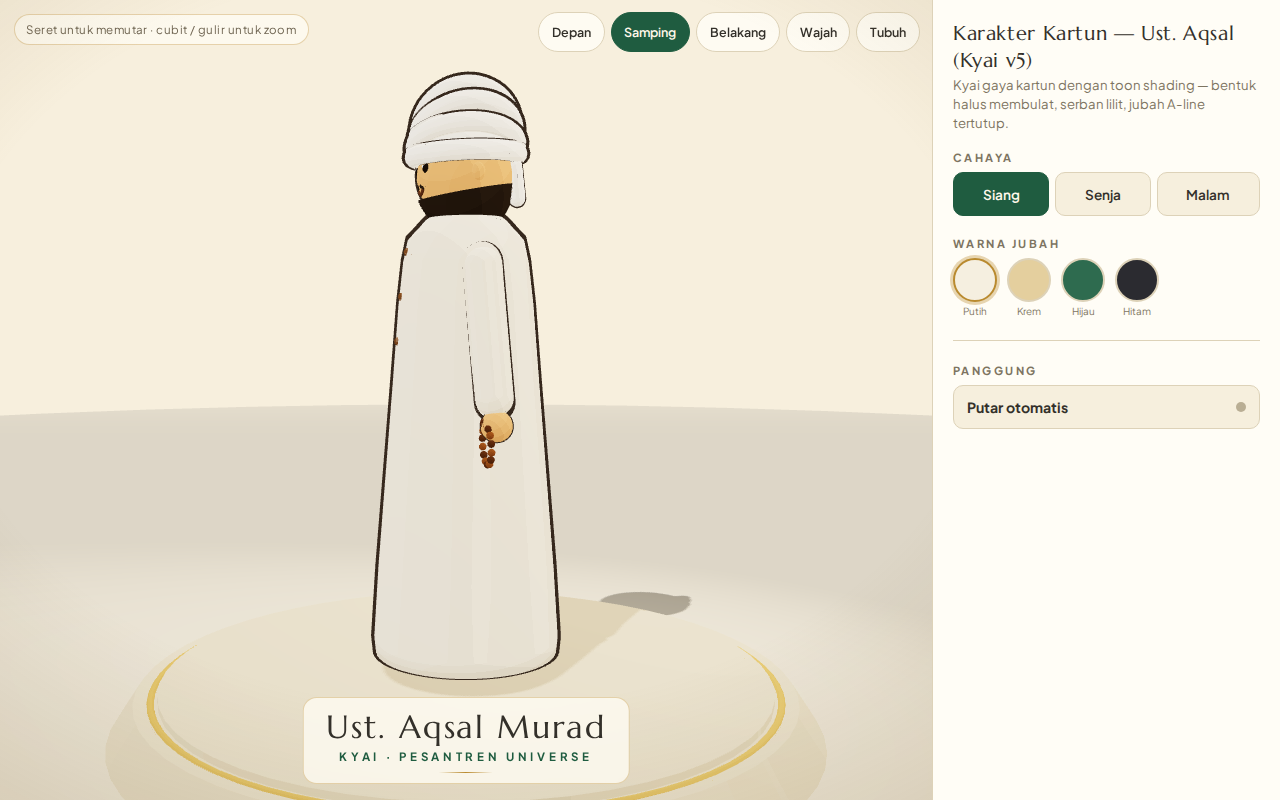 Seret untuk memutar · cubit / gulir untuk zoom
Depan
Samping
Belakang
Wajah
Tubuh
Karakter Kartun — Ust. Aqsal
(Kyai v5)
Kyai gaya kartun dengan toon shading — bentuk
halus membulat, serban lilit, jubah A-line
tertutup.
CAHAYA
Siang
Senja
Malam
WARNA JUBAH
Putih
Krem
Hijau
Hitam
PANGGUNG
Putar otomatis
Ust. Aqsal Murad
KYAI · PESANTREN UNIVERSE